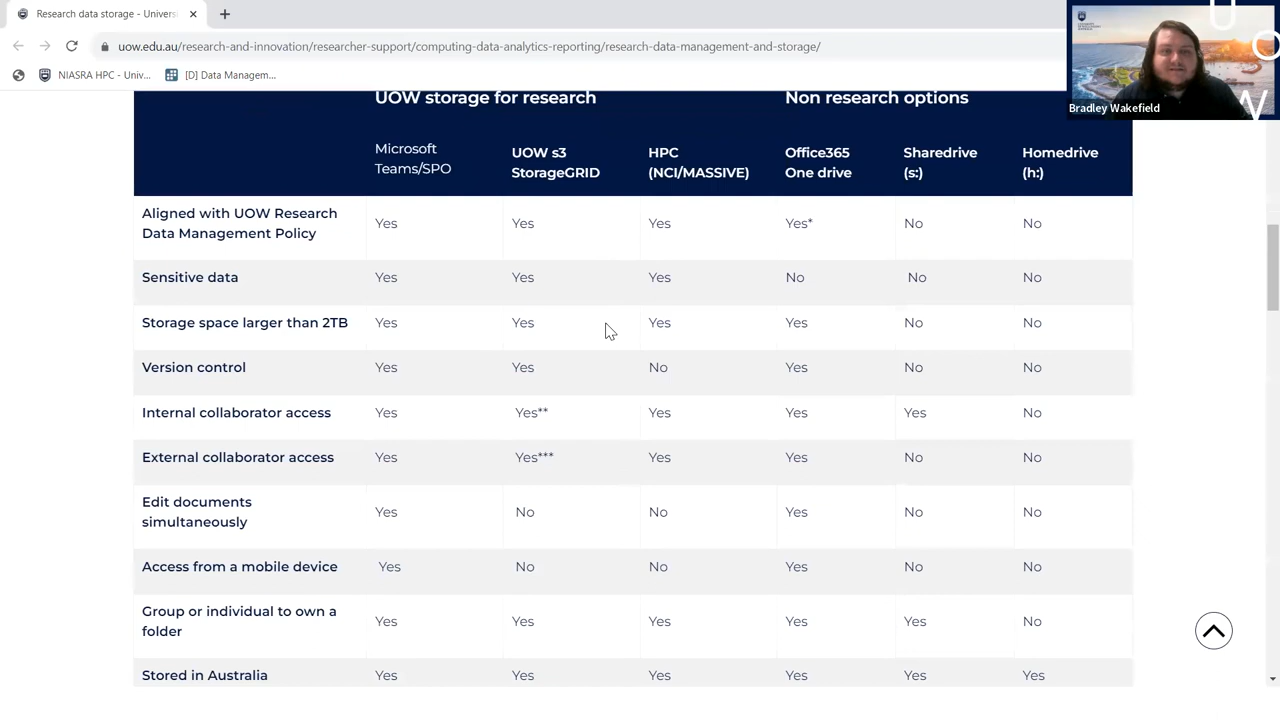 Research data storage - Univers
uow.edu.au/research-and-innovation/researcher-support/computing-data-analytics-reporting/research-data-management-and-storage/
NIASRA HPC - Univ...
[D] Data Managem...
U
O
W
Bradley Wakefield
UOW storage for research
Non research options
Microsoft
Teams/SPO
UOW s3
StorageGRID
HPC
(NCI/MASSIVE)
Office365
One drive
Sharedrive
(s:)
Homedrive
(h:)
Aligned with UOW Research
Data Management Policy
Yes Yes Yes Yes* No No
Sensitive data Yes Yes Yes No No No
Storage space larger than 2TB Yes Yes Yes Yes No No
Version control Yes Yes No Yes No No
Internal collaborator access Yes Yes** Yes Yes Yes No
External collaborator access Yes Yes*** Yes Yes No No
Edit documents
simultaneously
Yes No No Yes No No
Access from a mobile device Yes No No Yes No No
Group or individual to own a
folder
Yes Yes Yes Yes Yes No
Stored in Australia Yes Yes Yes Yes Yes Yes